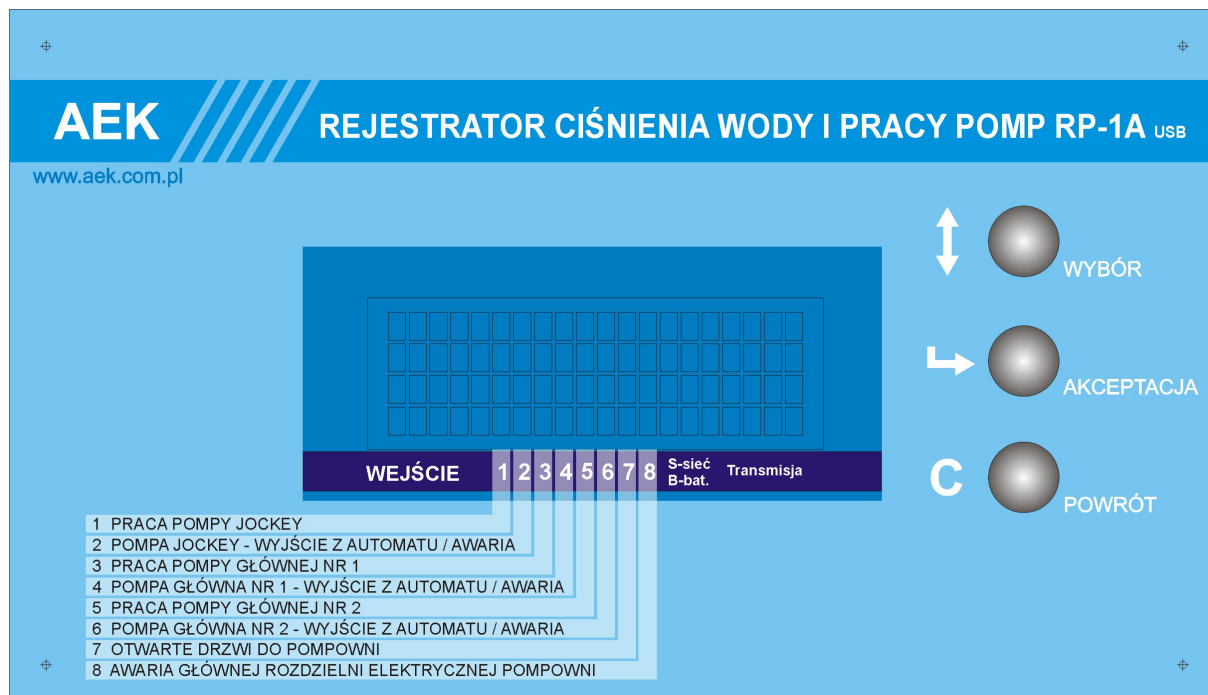 AEK
REJESTRATOR CIŚNIENIA WODY I PRACY POMP RP-1A USB
www.aek.com.pl
WYBÓR
AKCEPTACJA
C
POWRÓT
WEJŚCIE 1 2 3 4 5 6 7 8
S-sieć
B-bat.
Transmisja
1 PRACA POMPY JOCKEY
2 POMPA JOCKEY - WYJŚCIE Z AUTOMATU / AWARIA
3 PRACA POMPY GŁÓWNEJ NR 1
4 POMPA GŁÓWNA NR 1 - WYJŚCIE Z AUTOMATU / AWARIA
5 PRACA POMPY GŁÓWNEJ NR 2
6 POMPA GŁÓWNA NR 2 - WYJŚCIE Z AUTOMATU / AWARIA
7 OTWARTE DRZWI DO POMPOWNI
8 AWARIA GŁÓWNEJ ROZDZIELNI ELEKTRYCZNEJ POMPOWNI